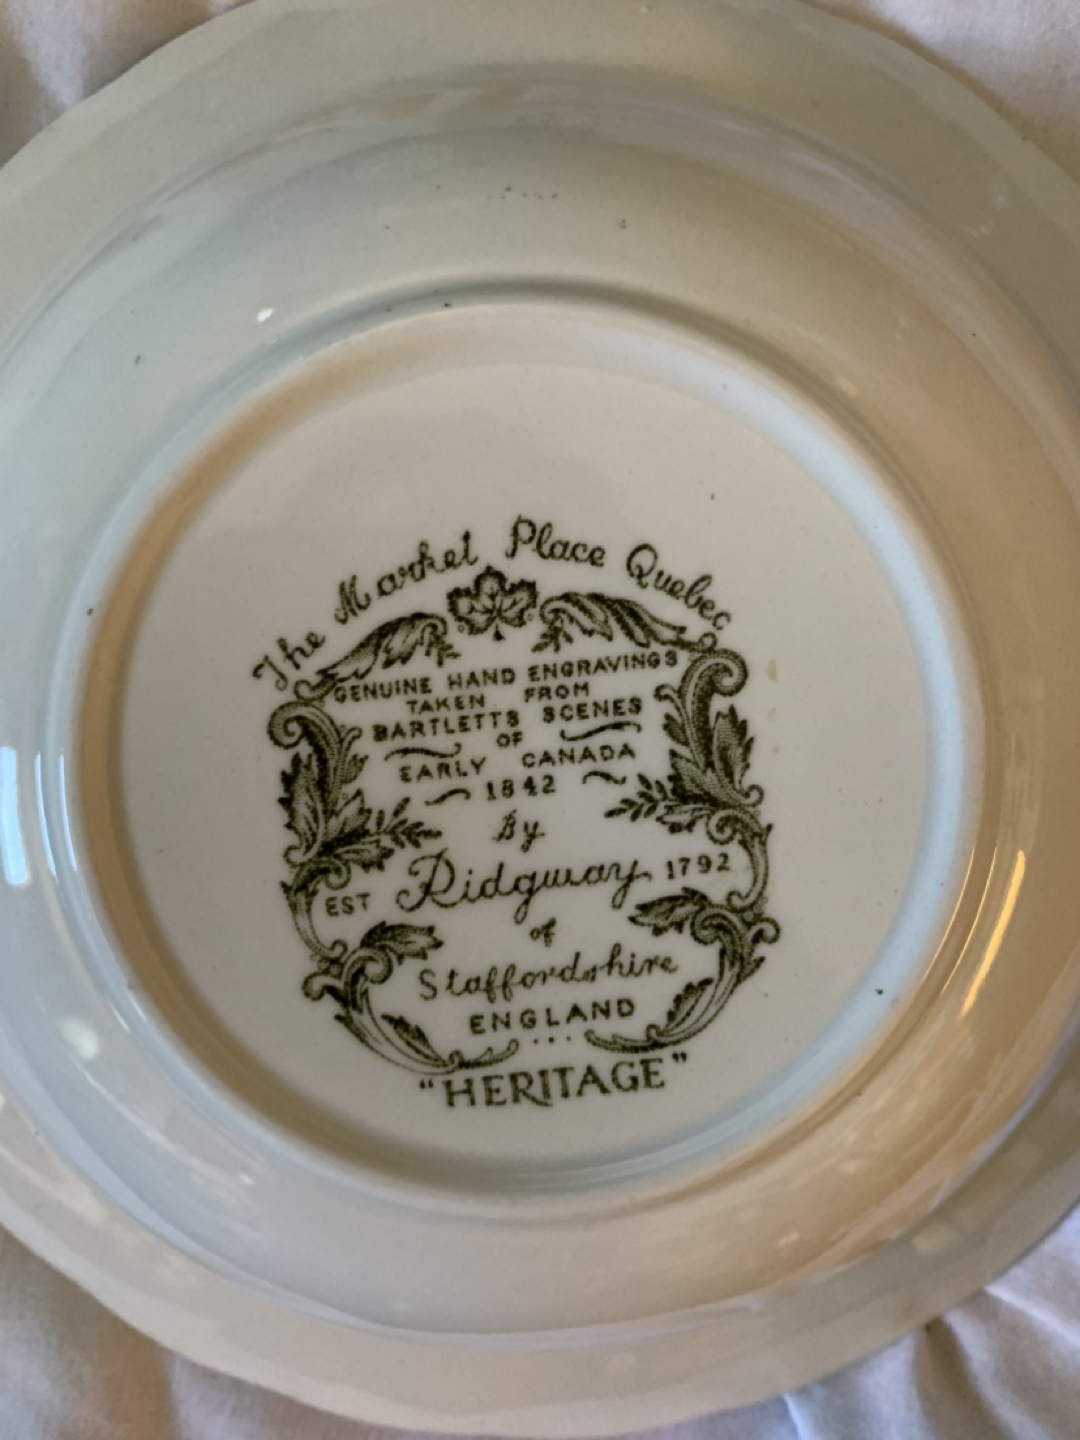 The Market Place Quebec
GENUINE HAND ENGRAVINGS
TAKEN FROM
BARTLETTS SCENES
OF
EARLY CANADA
1842
By
EST Ridgway 1792
of
Staffordshire
ENGLAND
"HERITAGE"